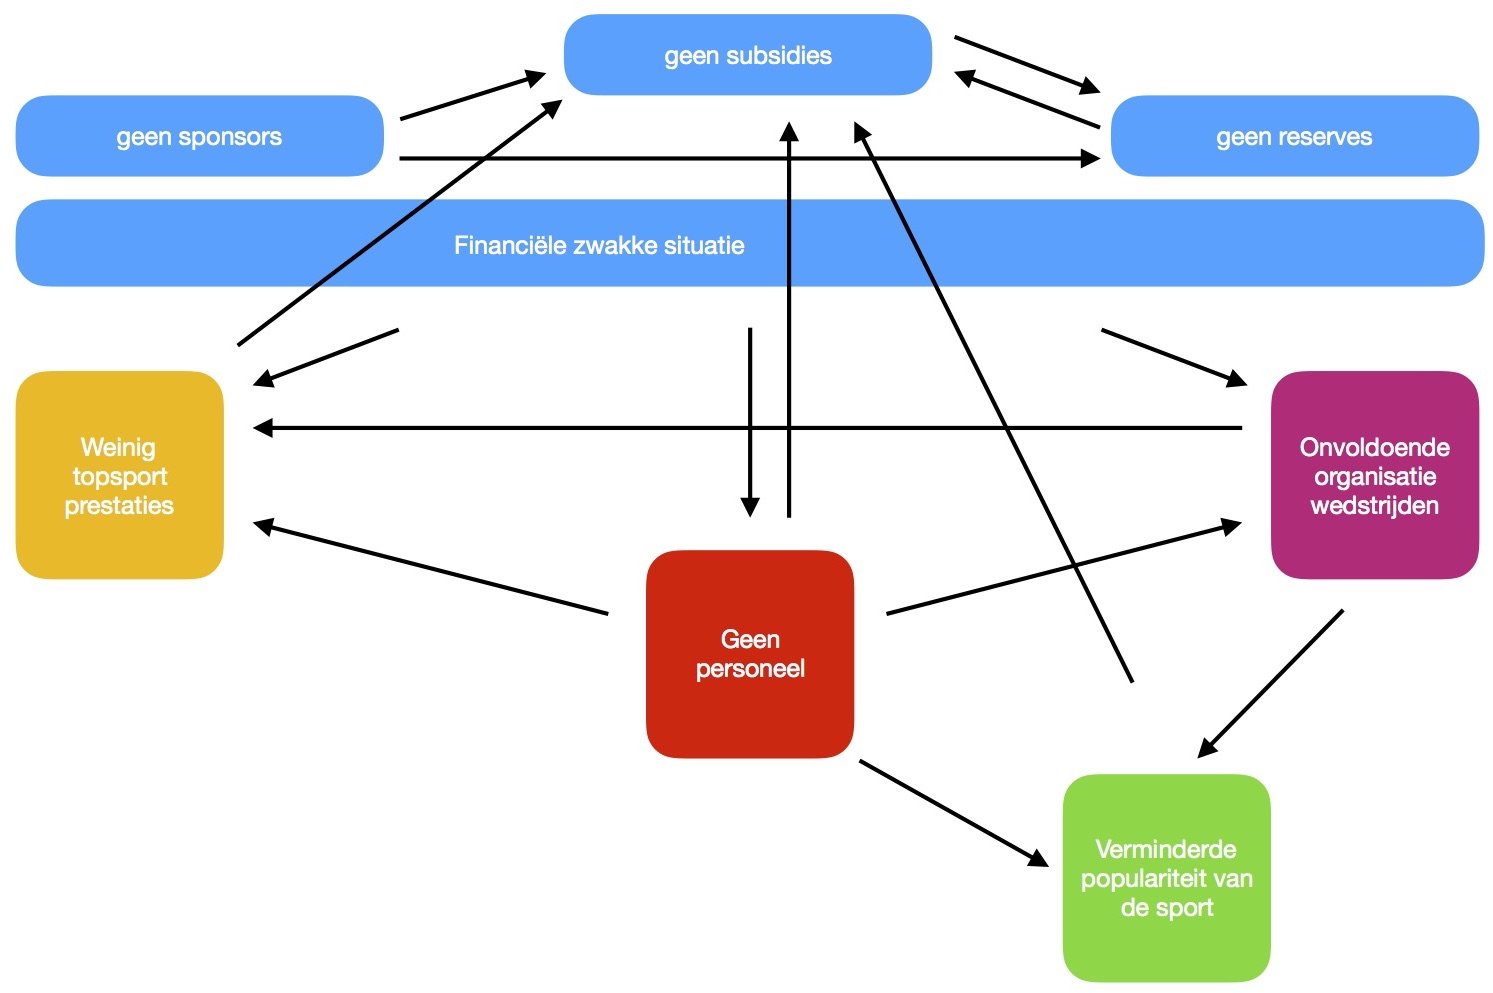 geen subsidies
geen sponsors
geen reserves
Financiële zwakke situatie
Weinig
topsport
prestaties
Onvoldoende
organisatie
wedstrijden
Geen
personeel
Verminderde
populariteit van
de sport